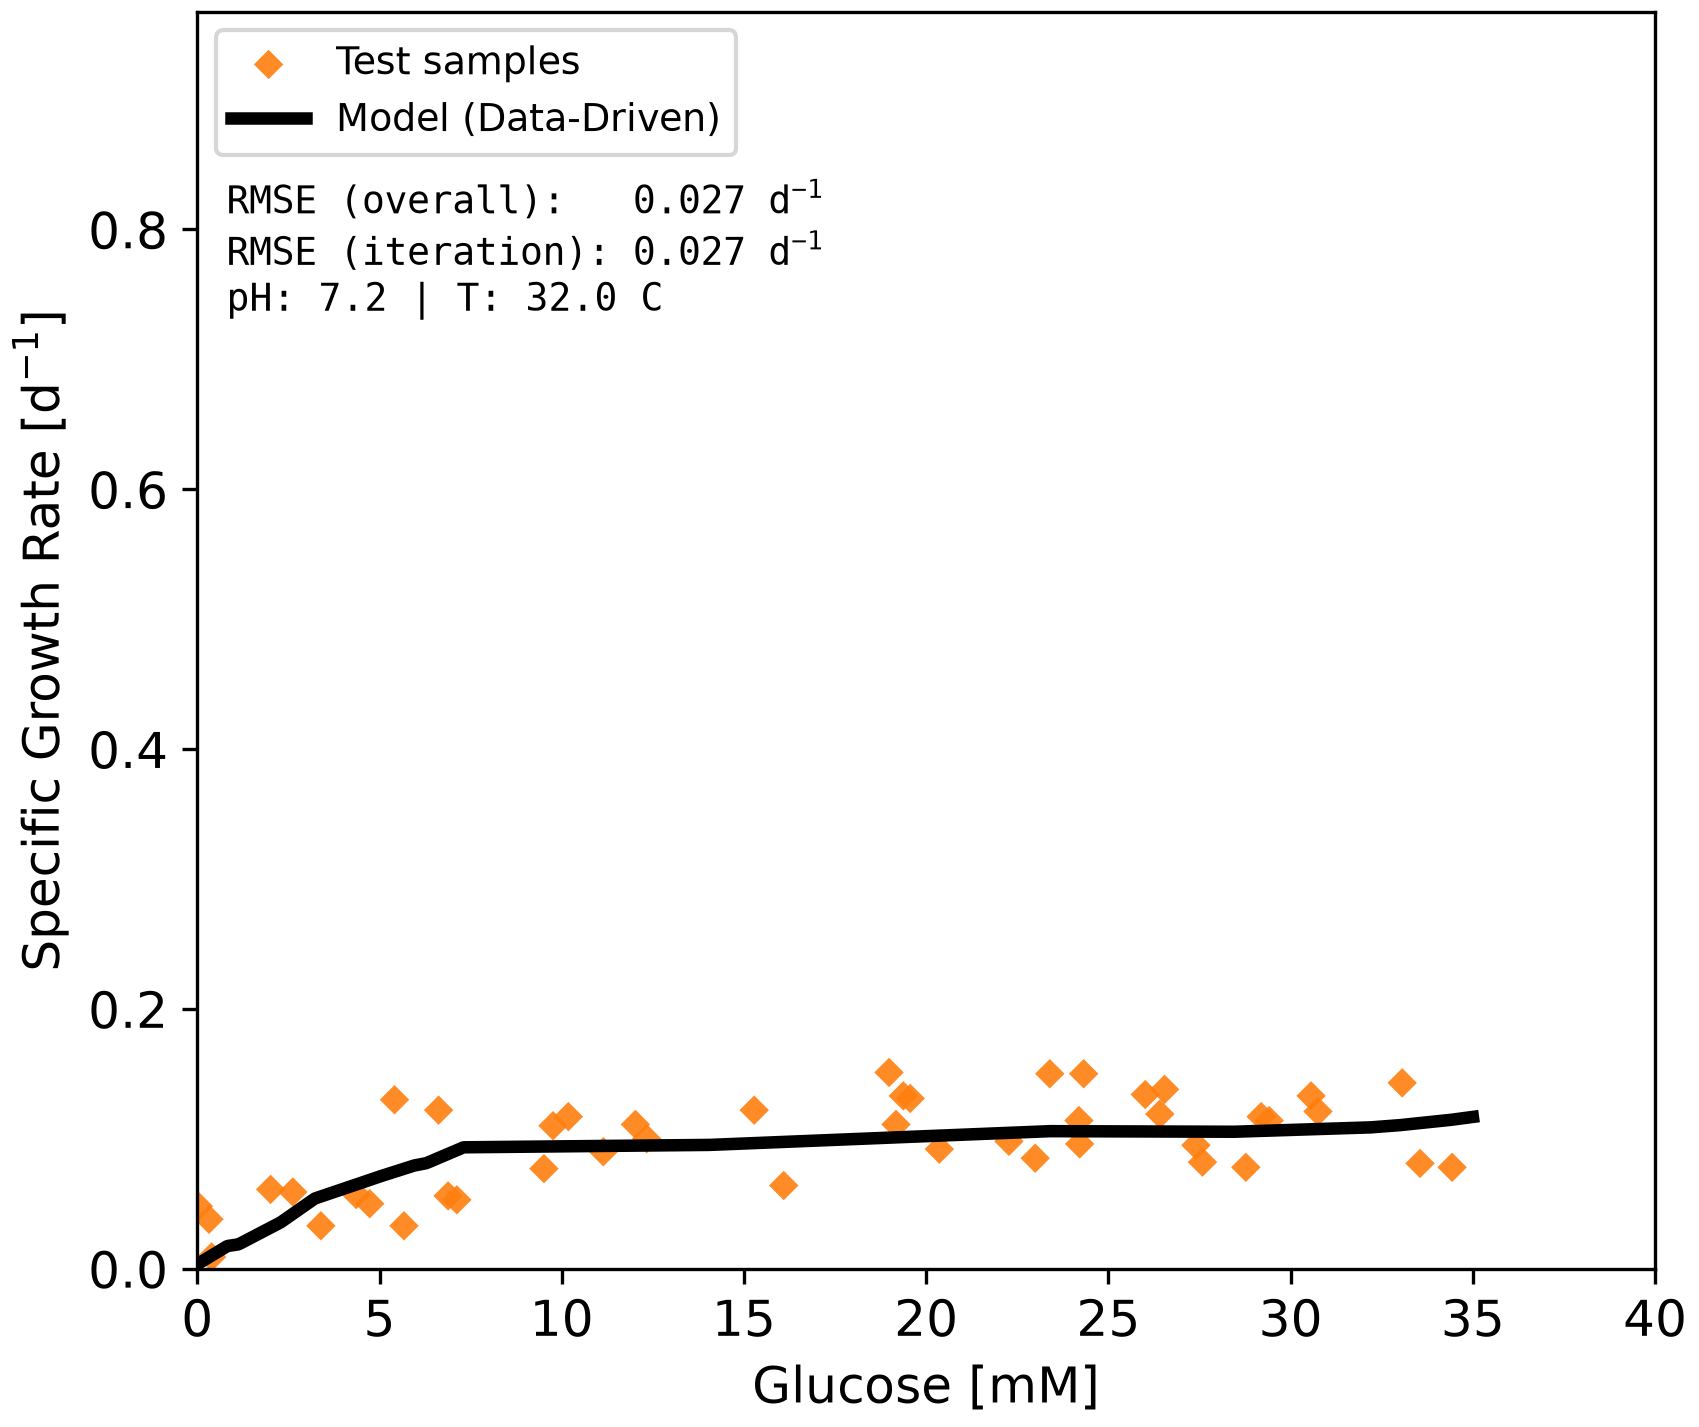 Test samples
Model (Data-Driven)
RMSE (overall):   0.027 d⁻¹
RMSE (iteration): 0.027 d⁻¹
pH: 7.2 | T: 32.0 C
Specific Growth Rate [d⁻¹]
0.8
0.6
0.4
0.2
0.0
0 5 10 15 20 25 30 35 40
Glucose [mM]